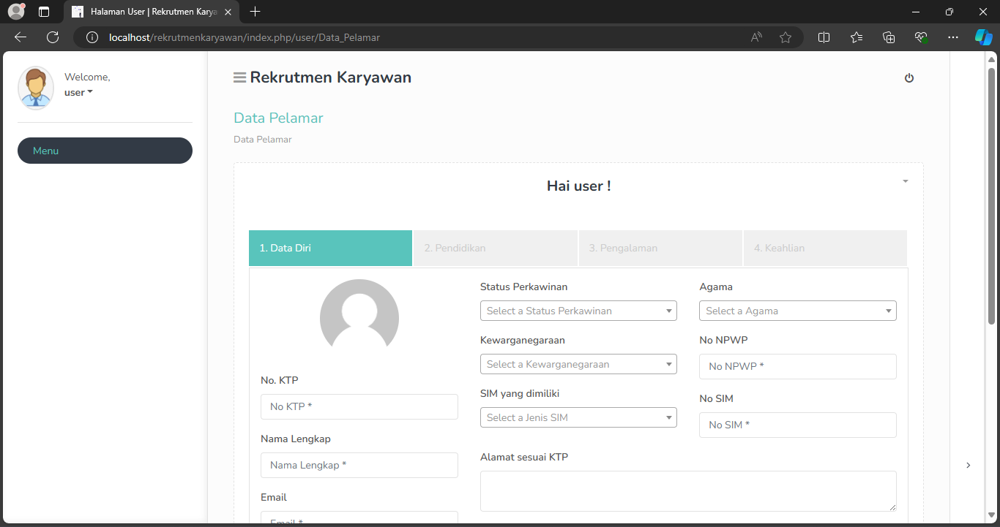 Halaman User | Rekrutmen Karya
localhost/rekrutmenkaryawan/index.php/user/Data_Pelamar
Welcome,
user
Menu
Rekrutmen Karyawan
Data Pelamar
Data Pelamar
Hai user !
1. Data Diri
2. Pendidikan
3. Pengalaman
4. Keahlian
No. KTP
No KTP *
Nama Lengkap
Nama Lengkap *
Email
Email *
Status Perkawinan
Select a Status Perkawinan
Kewarganegaraan
Select a Kewarganegaraan
SIM yang dimiliki
Select a Jenis SIM
Agama
Select a Agama
No NPWP
No NPWP *
No SIM
No SIM *
Alamat sesuai KTP